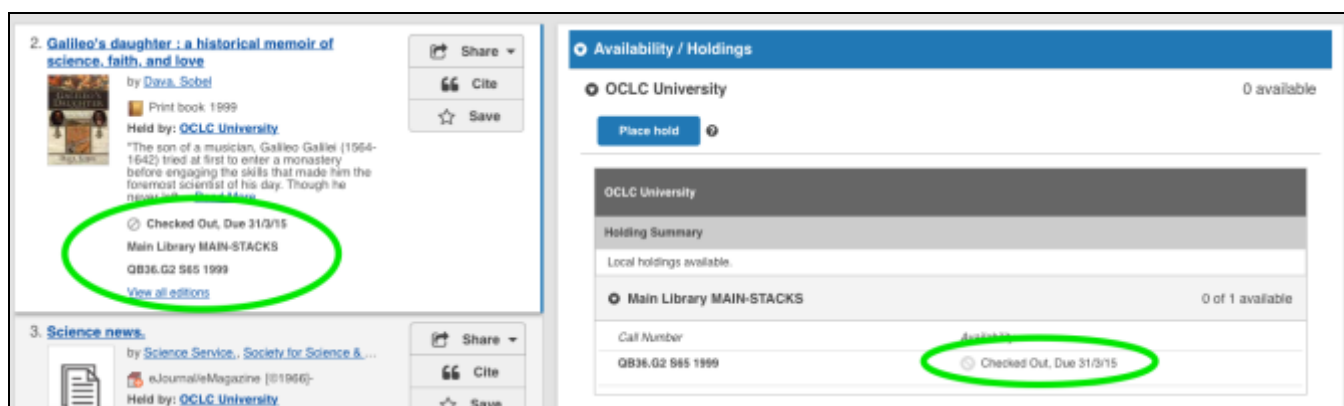 2. Galileo's daughter : a historical memoir of
science, faith, and love
by Dava. Sobel
Print book 1999
Held by: OCLC University
"The son of a musician, Galileo Galilei (1564-
1642) tried at first to enter a monastery
before engaging the skills that made him the
foremost scientist of his day. Though he
never left... Read More
Checked Out, Due 31/3/15
Main Library MAIN-STACKS
QB36.G2 S65 1999
View all editions
Share
Cite
Save
3. Science news.
by Science Service., Society for Science & ...
eJournal/eMagazine [©1966]-
Held by: OCLC University
Share
Cite
Save
Availability / Holdings
OCLC University 0 available
Place hold
OCLC University
Holding Summary
Local holdings available.
Main Library MAIN-STACKS 0 of 1 available
Call Number Availability
QB36.G2 S65 1999 Checked Out, Due 31/3/15